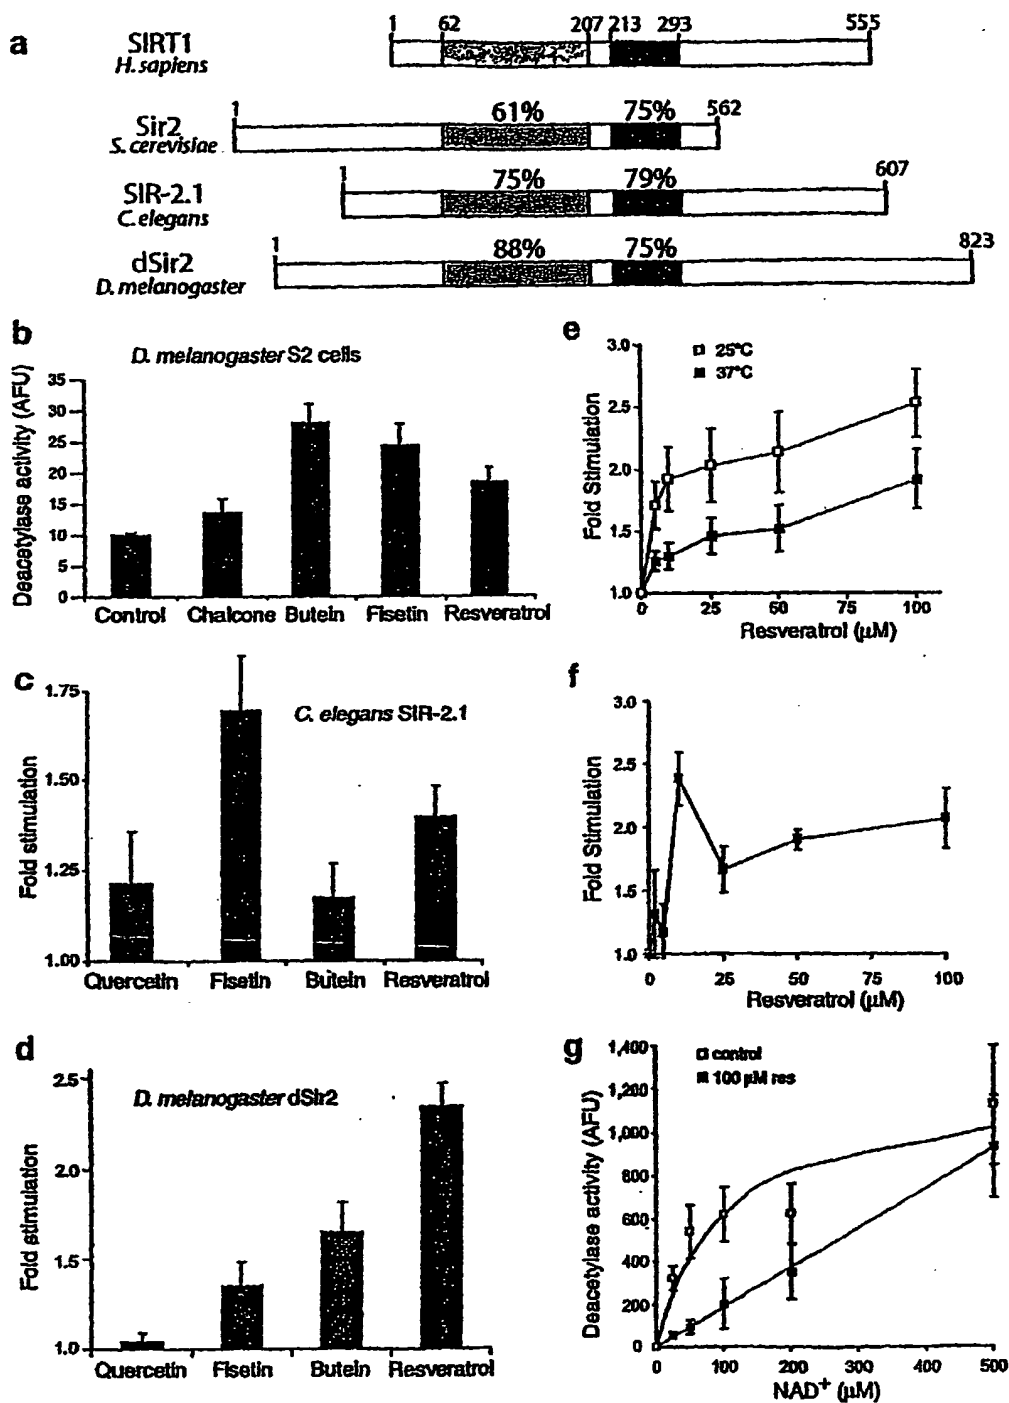 a
SIRT1
H. sapiens
1 62 207 213 293 555
Sir2
S. cerevisiae
1 61% 75% 562
SIR-2.1
C. elegans
1 75% 79% 607
dSir2
D. melanogaster
1 88% 75% 823
b
D. melanogaster S2 cells
Deacetylase activity (AFU)
35
30
25
20
15
10
5
0
Control Chalcone Butein Fisetin Resveratrol
e
25°C
37°C
Fold Stimulation
3.0
2.5
2.0
1.5
1.0
0 25 50 75 100
Resveratrol (µM)
c
C. elegans SIR-2.1
Fold stimulation
1.75
1.50
1.25
1.00
Quercetin Fisetin Butein Resveratrol
f
Fold Stimulation
3.0
2.5
2.0
1.5
1.0
0 25 50 75 100
Resveratrol (µM)
d
D. melanogaster dSir2
Fold stimulation
2.5
2.0
1.5
1.0
Quercetin Fisetin Butein Resveratrol
g
control
100 µM res
Deacetylase activity (AFU)
1,400
1,200
1,000
800
600
400
200
0
0 100 200 300 400 500
NAD+ (µM)